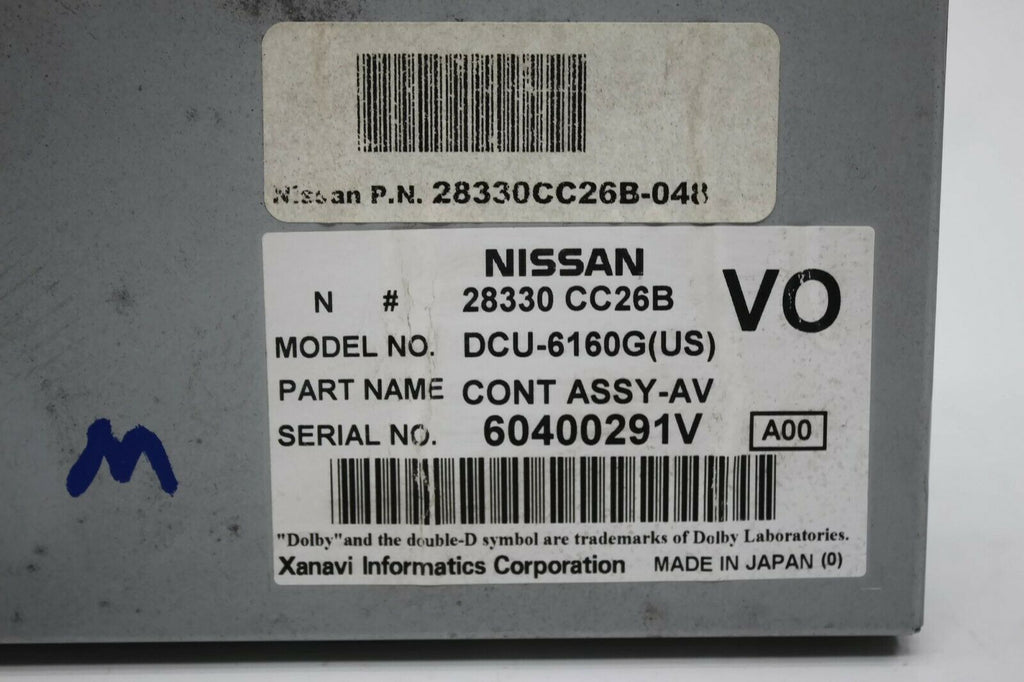 Nissan P.N. 28330CC26B-048
NISSAN
N # 28330 CC26B
VO
MODEL NO. DCU-6160G(US)
PART NAME CONT ASSY-AV
SERIAL NO. 60400291V
A00
"Dolby"and the double-D symbol are trademarks of Dolby Laboratories.
Xanavi Informatics Corporation MADE IN JAPAN (0)
M